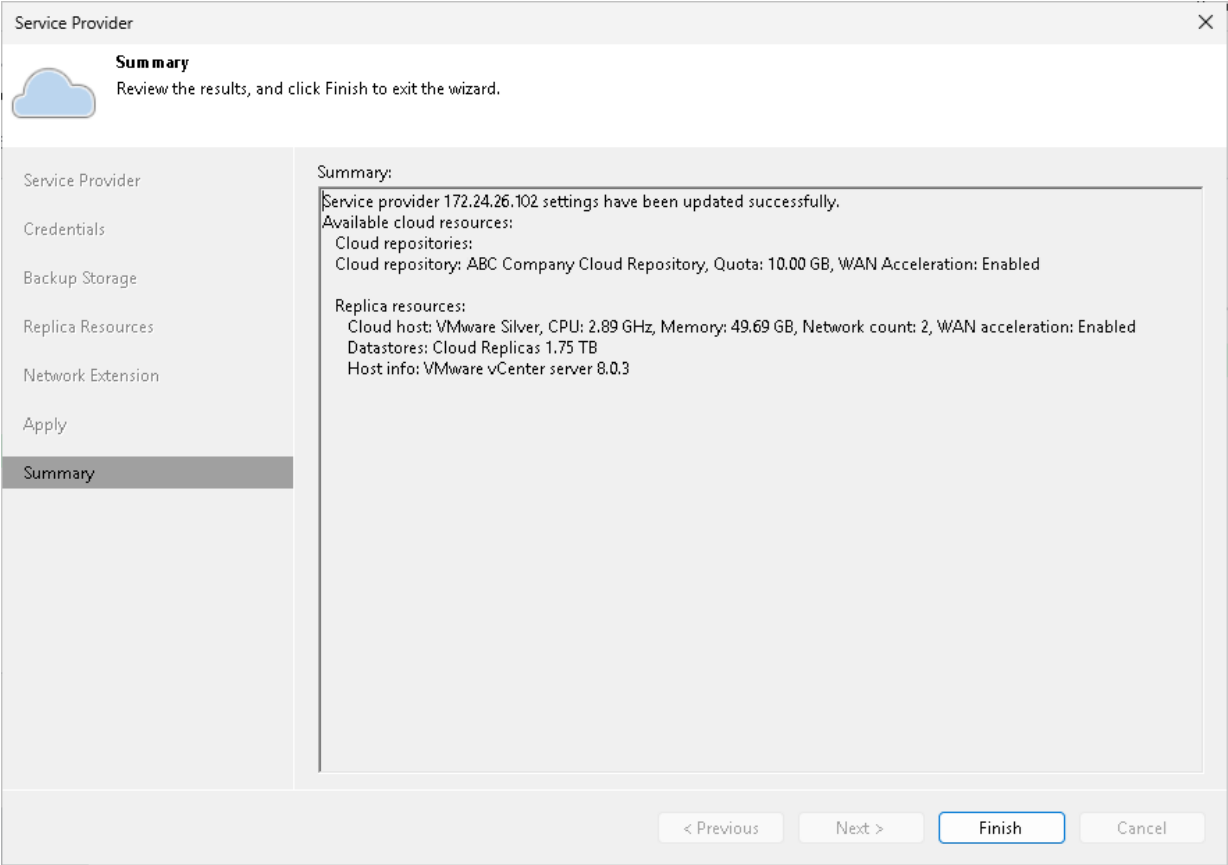 Service Provider
Summary
Review the results, and click Finish to exit the wizard.
Service Provider
Credentials
Backup Storage
Replica Resources
Network Extension
Apply
Summary
Summary:
Service provider 172.24.26.102 settings have been updated successfully.
Available cloud resources:
Cloud repositories:
Cloud repository: ABC Company Cloud Repository, Quota: 10.00 GB, WAN Acceleration: Enabled
Replica resources:
Cloud host: VMware Silver, CPU: 2.89 GHz, Memory: 49.69 GB, Network count: 2, WAN acceleration: Enabled
Datastores: Cloud Replicas 1.75 TB
Host info: VMware vCenter server 8.0.3
< Previous
Next >
Finish
Cancel